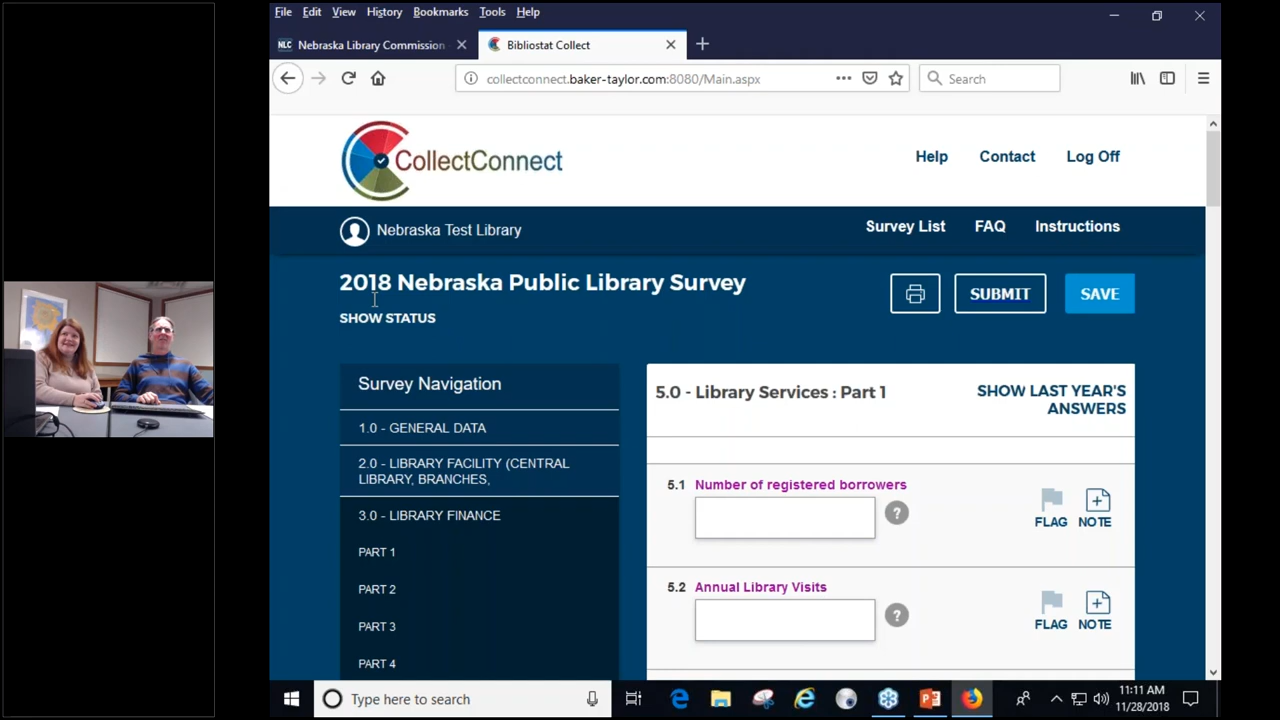 File Edit View History Bookmarks Tools Help
NLC Nebraska Library Commission
Bibliostat Collect
collectconnect.baker-taylor.com:8080/Main.aspx
Search
CollectConnect
Help Contact Log Off
Nebraska Test Library
Survey List FAQ Instructions
2018 Nebraska Public Library Survey
SHOW STATUS
SUBMIT
SAVE
Survey Navigation
1.0 - GENERAL DATA
2.0 - LIBRARY FACILITY (CENTRAL
LIBRARY, BRANCHES,
3.0 - LIBRARY FINANCE
PART 1
PART 2
PART 3
PART 4
5.0 - Library Services : Part 1
SHOW LAST YEAR'S
ANSWERS
5.1 Number of registered borrowers
?
FLAG NOTE
5.2 Annual Library Visits
?
FLAG NOTE
Type here to search
11:11 AM
11/28/2018